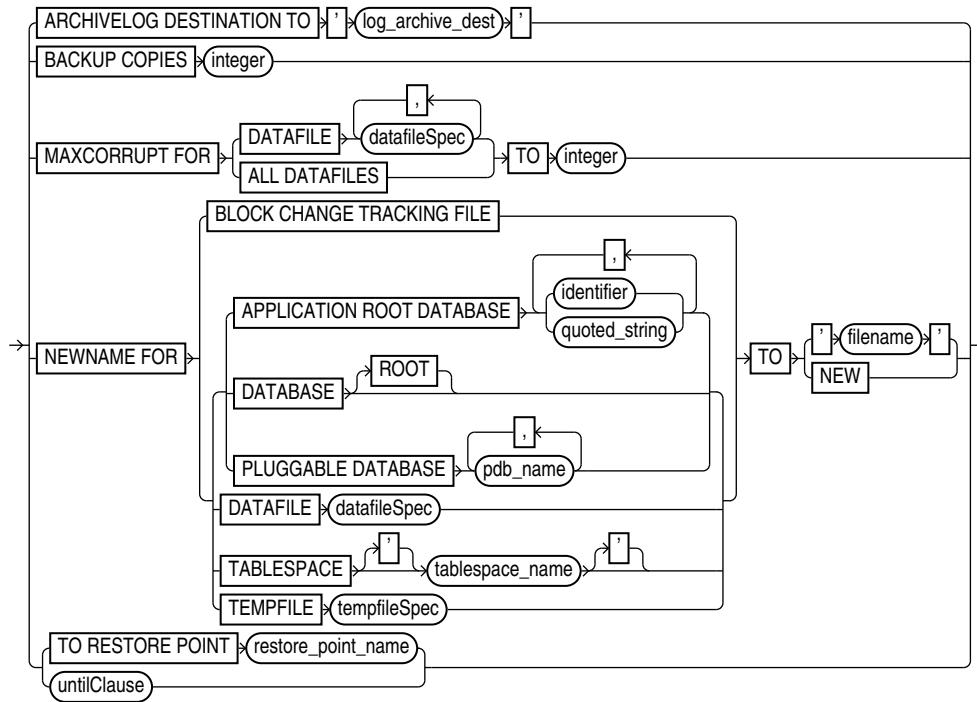 ARCHIVELOG DESTINATION TO ' log_archive_dest '
BACKUP COPIES integer
,
DATAFILE datafileSpec
MAXCORRUPT FOR TO integer
ALL DATAFILES
BLOCK CHANGE TRACKING FILE
,
identifier
APPLICATION ROOT DATABASE
quoted_string
' filename '
NEWNAME FOR TO
ROOT
NEW
DATABASE
,
PLUGGABLE DATABASE pdb_name
DATAFILE datafileSpec
' '
TABLESPACE tablespace_name
TEMPFILE tempfileSpec
TO RESTORE POINT restore_point_name
untilClause